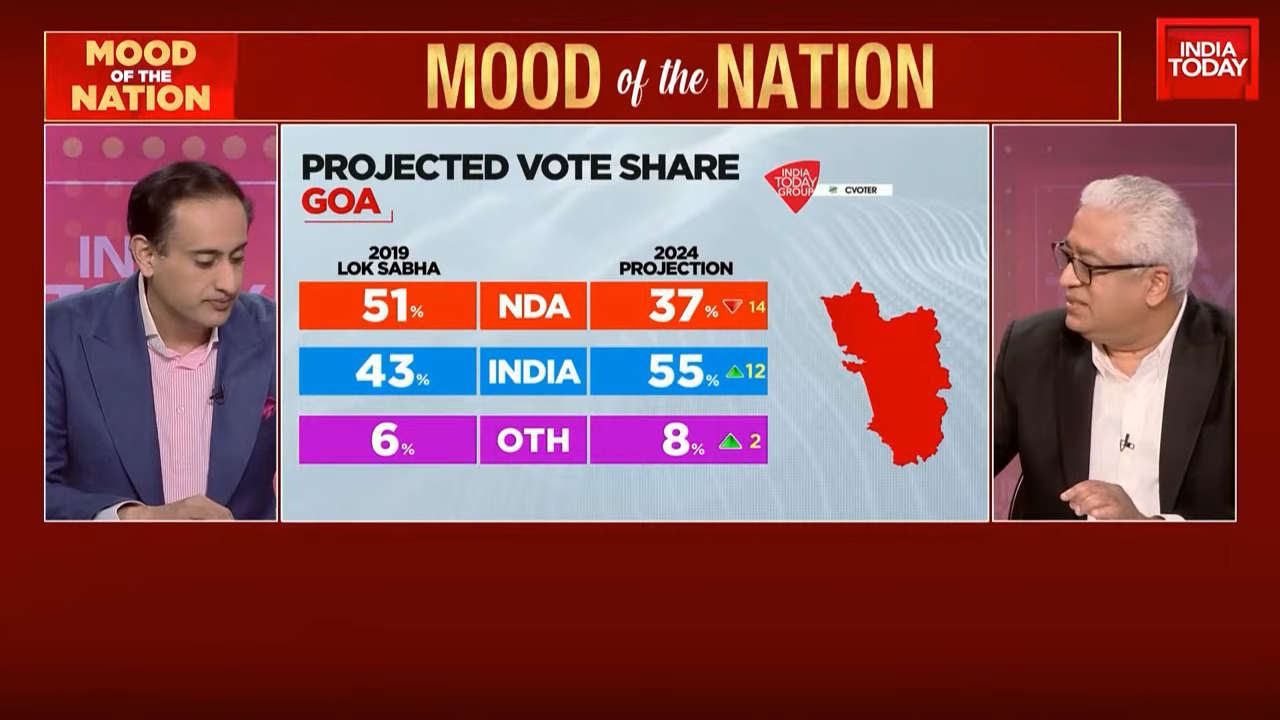 MOOD
OF THE
NATION
MOOD of the NATION
INDIA
TODAY
PROJECTED VOTE SHARE
GOA
INDIA
TODAY
GROUP
CVOTER
2019
LOK SABHA
2024
PROJECTION
51% NDA 37% 14
43% INDIA 55% 12
6% OTH 8% 2
IN